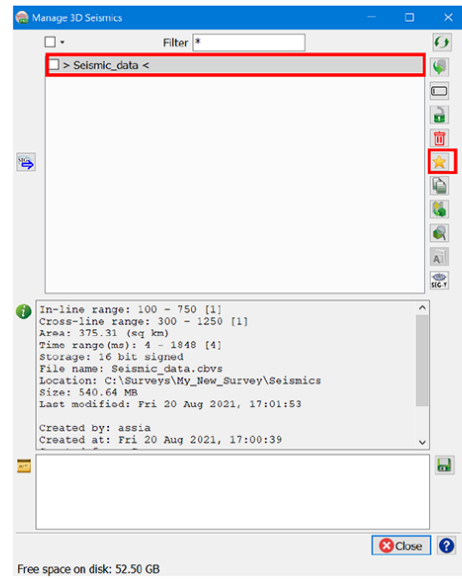 Manage 3D Seismics
Filter *
> Seismic_data <
SEG
A
SEG-Y
In-line range: 100 - 750 [1]
Cross-line range: 300 - 1250 [1]
Area: 375.31 (sq km)
Time range(ms): 4 - 1848 [4]
Storage: 16 bit signed
File name: Seismic_data.cbvs
Location: C:\Surveys\My_New_Survey\Seismics
Size: 540.64 MB
Last modified: Fri 20 Aug 2021, 17:01:53
Created by: assia
Created at: Fri 20 Aug 2021, 17:00:39
Close
Free space on disk: 52.50 GB